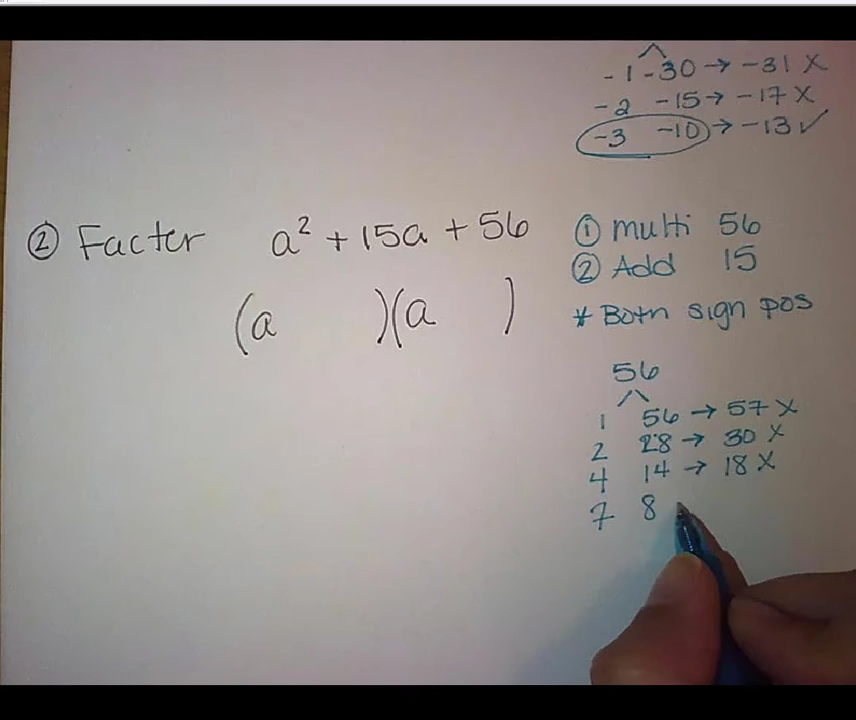 -1 -30 → -31 X
-2 -15 → -17 X
-3 -10 → -13 ✓
② Facter a² + 15a + 56
① multi 56
② Add 15
(a )(a )
* Both sign pos
56
1 56 → 57 X
2 28 → 30 X
4 14 → 18 X
7 8